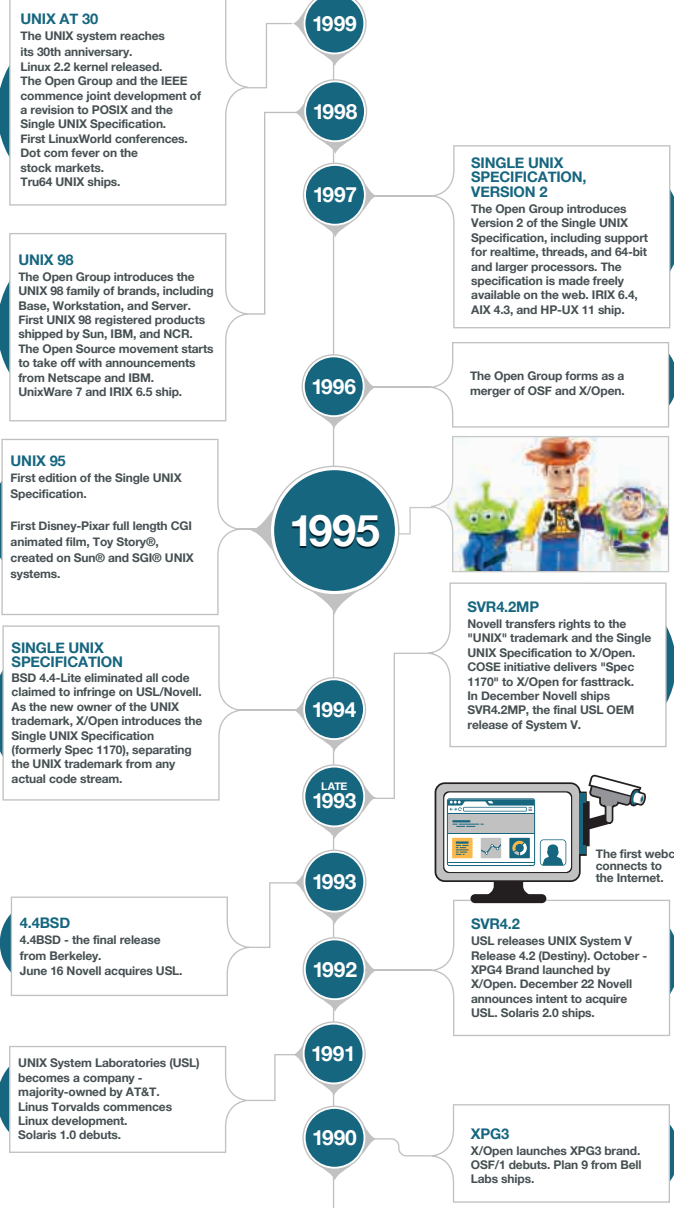 1999
UNIX AT 30
The UNIX system reaches
its 30th anniversary.
Linux 2.2 kernel released.
The Open Group and the IEEE
commence joint development of
a revision to POSIX and the
Single UNIX Specification.
First LinuxWorld conferences.
Dot com fever on the
stock markets.
Tru64 UNIX ships.
1998
UNIX 98
The Open Group introduces the
UNIX 98 family of brands, including
Base, Workstation, and Server.
First UNIX 98 registered products
shipped by Sun, IBM, and NCR.
The Open Source movement starts
to take off with announcements
from Netscape and IBM.
UnixWare 7 and IRIX 6.5 ship.
1997
SINGLE UNIX
SPECIFICATION,
VERSION 2
The Open Group introduces
Version 2 of the Single UNIX
Specification, including support
for realtime, threads, and 64-bit
and larger processors. The
specification is made freely
available on the web. IRIX 6.4,
AIX 4.3, and HP-UX 11 ship.
1996
The Open Group forms as a
merger of OSF and X/Open.
1995
UNIX 95
First edition of the Single UNIX
Specification.
First Disney-Pixar full length CGI
animated film, Toy Story®,
created on Sun® and SGI® UNIX
systems.
1994
SINGLE UNIX
SPECIFICATION
BSD 4.4-Lite eliminated all code
claimed to infringe on USL/Novell.
As the new owner of the UNIX
trademark, X/Open introduces the
Single UNIX Specification
(formerly Spec 1170), separating
the UNIX trademark from any
actual code stream.
LATE
1993
SVR4.2MP
Novell transfers rights to the
"UNIX" trademark and the Single
UNIX Specification to X/Open.
COSE initiative delivers "Spec
1170" to X/Open for fasttrack.
In December Novell ships
SVR4.2MP, the final USL OEM
release of System V.
The first webc
connects to
the Internet.
1993
4.4BSD
4.4BSD - the final release
from Berkeley.
June 16 Novell acquires USL.
1992
SVR4.2
USL releases UNIX System V
Release 4.2 (Destiny). October -
XPG4 Brand launched by
X/Open. December 22 Novell
announces intent to acquire
USL. Solaris 2.0 ships.
1991
UNIX System Laboratories (USL)
becomes a company -
majority-owned by AT&T.
Linus Torvalds commences
Linux development.
Solaris 1.0 debuts.
1990
XPG3
X/Open launches XPG3 brand.
OSF/1 debuts. Plan 9 from Bell
Labs ships.